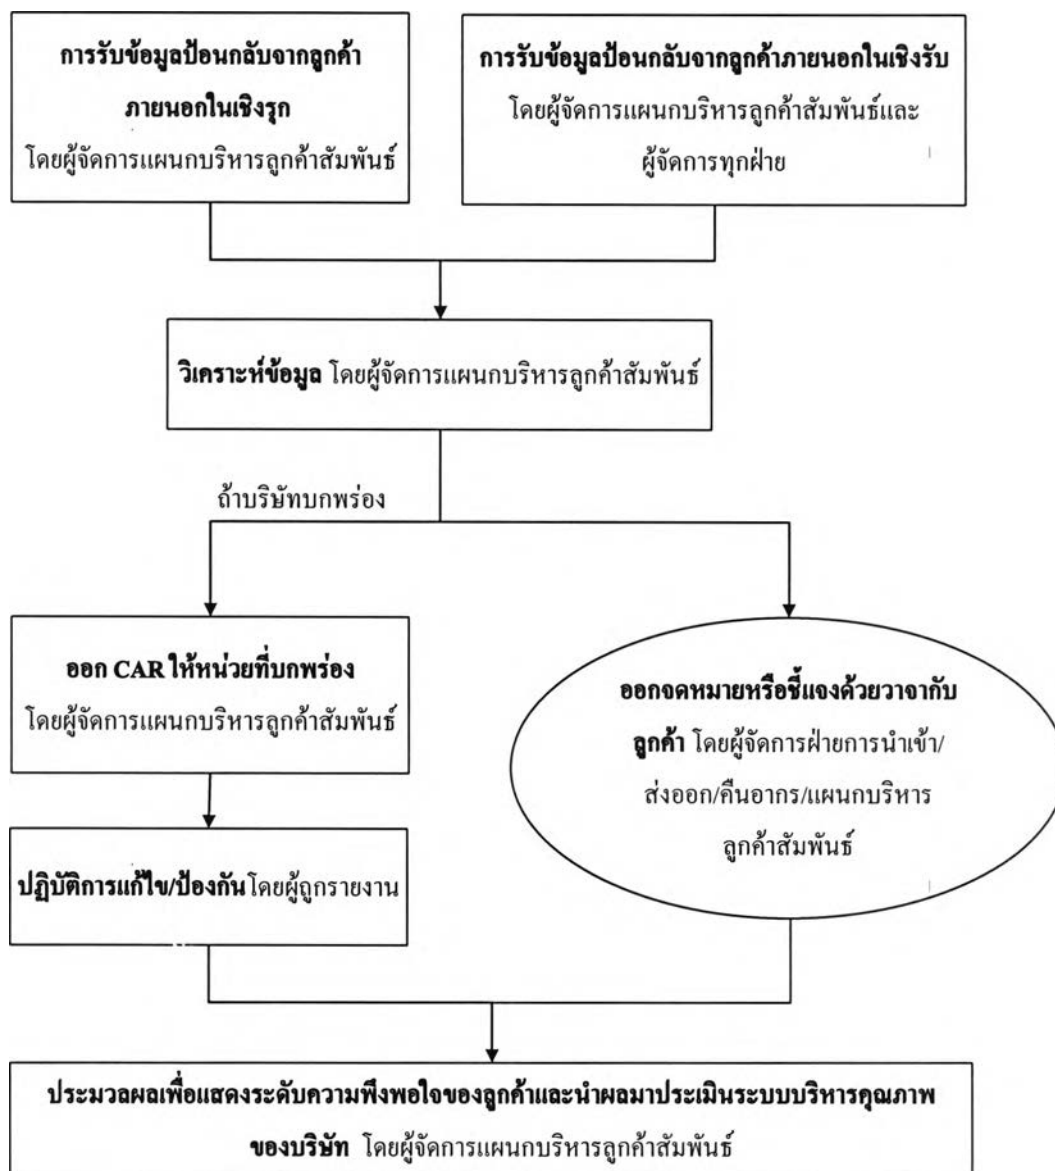 การรับข้อมูลป้อนกลับจากลูกค้า
ภายนอกในเชิงรุก
โดยผู้จัดการแผนกบริหารลูกค้าสัมพันธ์
การรับข้อมูลป้อนกลับจากลูกค้าภายนอกในเชิงรับ
โดยผู้จัดการแผนกบริหารลูกค้าสัมพันธ์และ
ผู้จัดการทุกฝ่าย
วิเคราะห์ข้อมูล โดยผู้จัดการแผนกบริหารลูกค้าสัมพันธ์
ถ้าบริษัทบกพร่อง
ออก CAR ให้หน่วยที่บกพร่อง
โดยผู้จัดการแผนกบริหารลูกค้าสัมพันธ์
ออกจดหมายหรือชี้แจงด้วยวาจากับ
ลูกค้า โดยผู้จัดการฝ่ายการนำเข้า/
ส่งออก/คืนอากร/แผนกบริหาร
ลูกค้าสัมพันธ์
ปฏิบัติการแก้ไข/ป้องกัน โดยผู้ถูกรายงาน
ประมวลผลเพื่อแสดงระดับความพึงพอใจของลูกค้าและนำผลมาประเมินระบบบริหารคุณภาพ
ของบริษัท โดยผู้จัดการแผนกบริหารลูกค้าสัมพันธ์